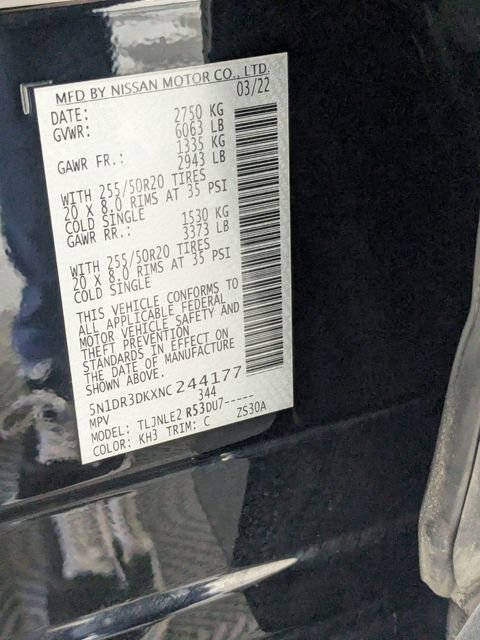 MFD BY NISSAN MOTOR CO., LTD.
DATE: 03/22
GVWR: 2750 KG
6063 LB
GAWR FR.: 1335 KG
2943 LB
WITH 255/50R20 TIRES
20 X 8.0 RIMS AT 35 PSI
COLD SINGLE
GAWR RR.: 1530 KG
3373 LB
WITH 255/50R20 TIRES
20 X 8.0 RIMS AT 35 PSI
COLD SINGLE
THIS VEHICLE CONFORMS TO
ALL APPLICABLE FEDERAL
MOTOR VEHICLE SAFETY AND
THEFT PREVENTION
STANDARDS IN EFFECT ON
THE DATE OF MANUFACTURE
SHOWN ABOVE.
5N1DR3DKXNC244177
MPV 344
MODEL: TLJNLE2 R53DU7-----
COLOR: KH3 TRIM: C ZS30A